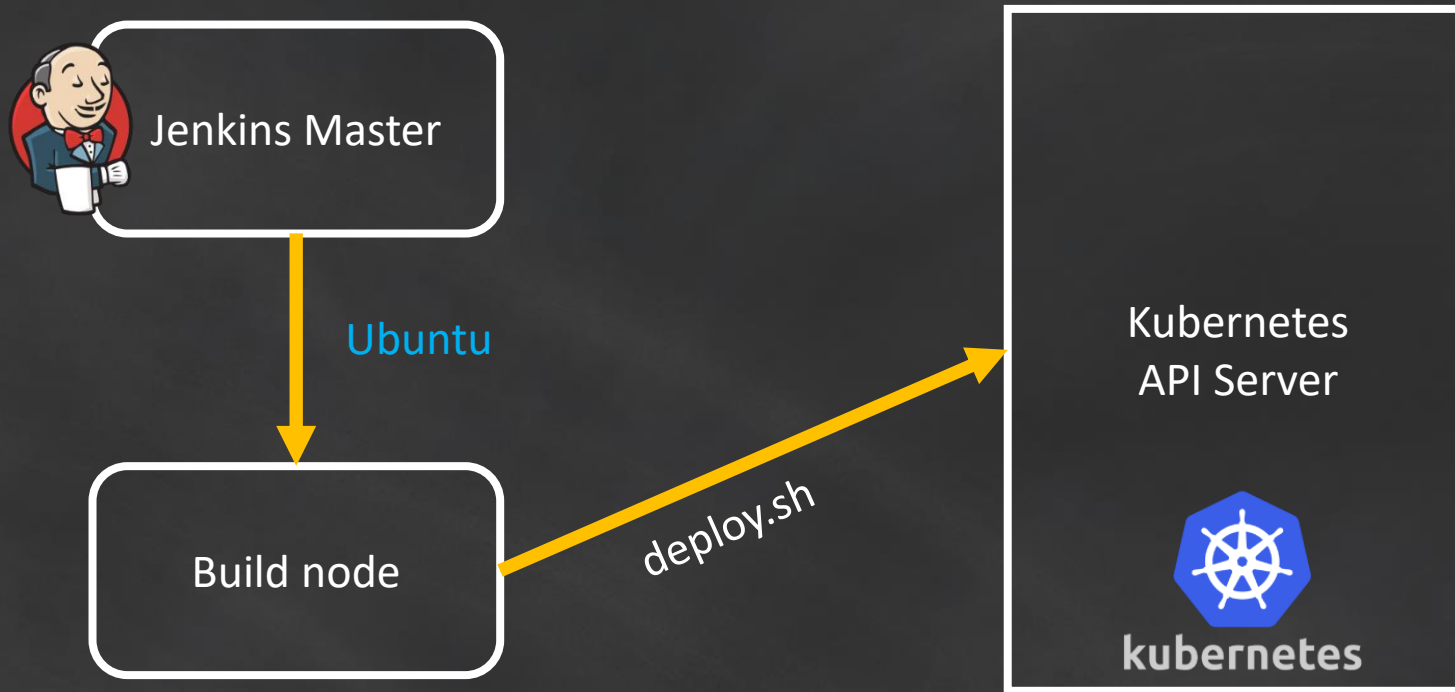 Jenkins Master
Ubuntu
Build node
deploy.sh
Kubernetes
API Server
kubernetes